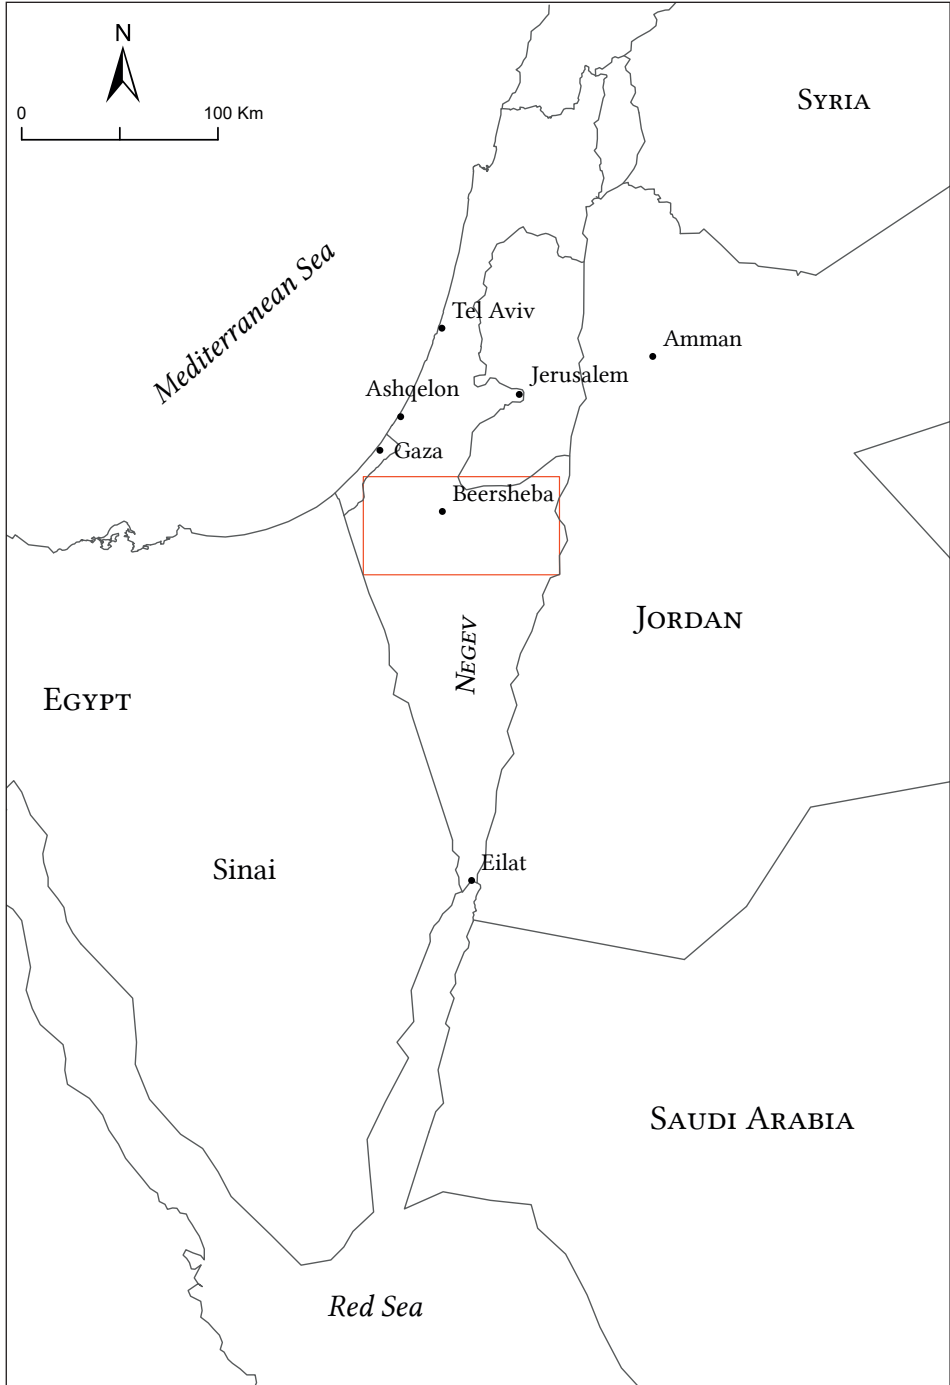 N
0 100 Km
SYRIA
Mediterranean Sea
Tel Aviv
Amman
Jerusalem
Ashqelon
Gaza
Beersheba
JORDAN
NEGEV
EGYPT
Eilat
Sinai
SAUDI ARABIA
Red Sea